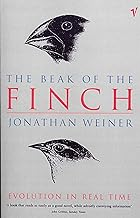 THE BEAK OF THE
FINCH
JONATHAN WEINER
EVOLUTION IN REAL TIME